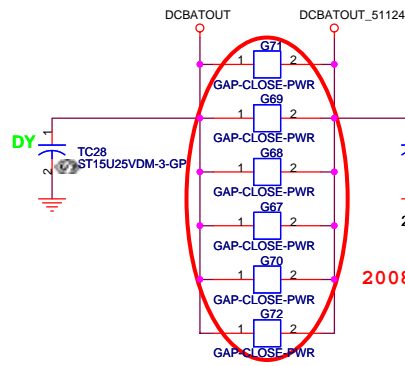 DCBATOUT DCBATOUT_51124
G71
1 2
GAP-CLOSE-PWR
G69
1 2
GAP-CLOSE-PWR
DY 1
TC28
ST15U25VDM-3-GP
2
G68
1 2
GAP-CLOSE-PWR
G67
1 2
GAP-CLOSE-PWR
2
G70
1 2
GAP-CLOSE-PWR
2008
G72
1 2
GAP-CLOSE-PWR